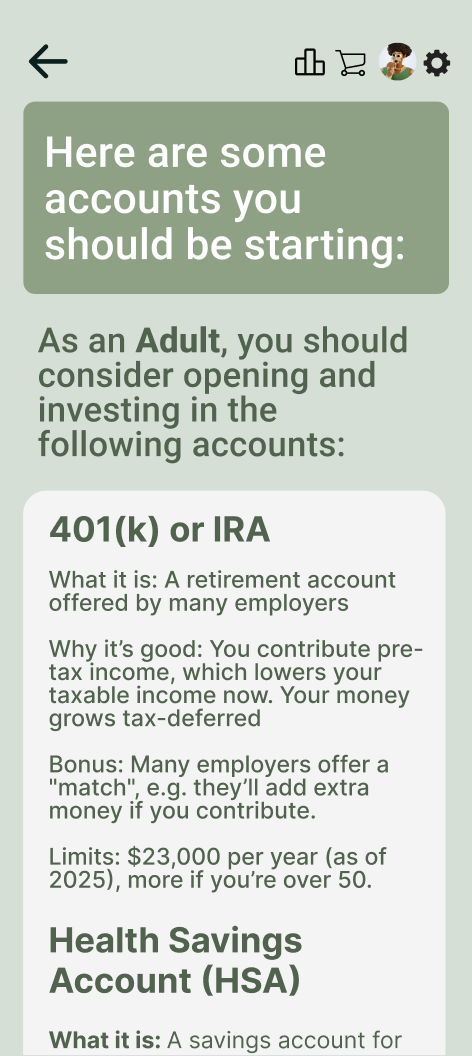 Here are some
accounts you
should be starting:
As an Adult, you should
consider opening and
investing in the
following accounts:
401(k) or IRA
What it is: A retirement account
offered by many employers
Why it’s good: You contribute pre-
tax income, which lowers your
taxable income now. Your money
grows tax-deferred
Bonus: Many employers offer a
"match", e.g. they’ll add extra
money if you contribute.
Limits: $23,000 per year (as of
2025), more if you’re over 50.
Health Savings
Account (HSA)
What it is: A savings account for